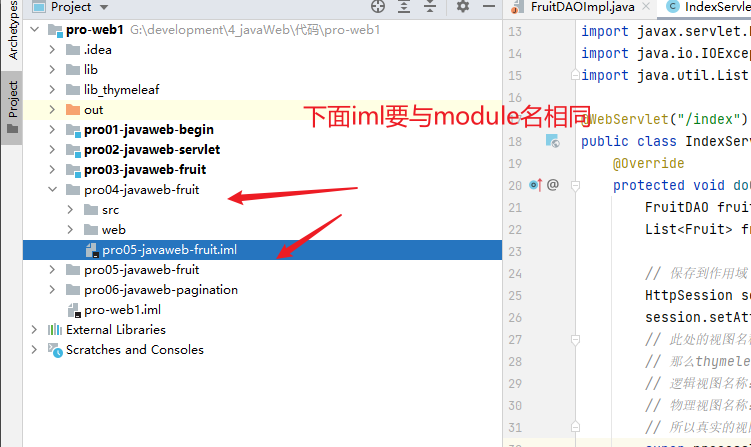 Project
FruitDAOImpl.java
IndexServle
Archetypes
Project
pro-web1 G:\development\4_javaWeb\代码\pro-web1
.idea
lib
lib_thymeleaf
out
pro01-javaweb-begin
pro02-javaweb-servlet
pro03-javaweb-fruit
pro04-javaweb-fruit
src
web
pro05-javaweb-fruit.iml
pro05-javaweb-fruit
pro06-javaweb-pagination
pro-web1.iml
External Libraries
Scratches and Consoles
下面iml要与module名相同
13 import javax.servlet.
14 import java.io.IOExce
15 import java.util.List
16
17 @WebServlet("/index")
18 public class IndexServ
19 @Override
20 @ protected void do
21 FruitDAO frui
22 List<Fruit> f
23
24 // 保存到作用域
25 HttpSession s
26 session.setAt
27 // 此处的视图名
28 // 那么thymele
29 // 逻辑视图名称
30 // 物理视图名称
31 // 所以真实的视